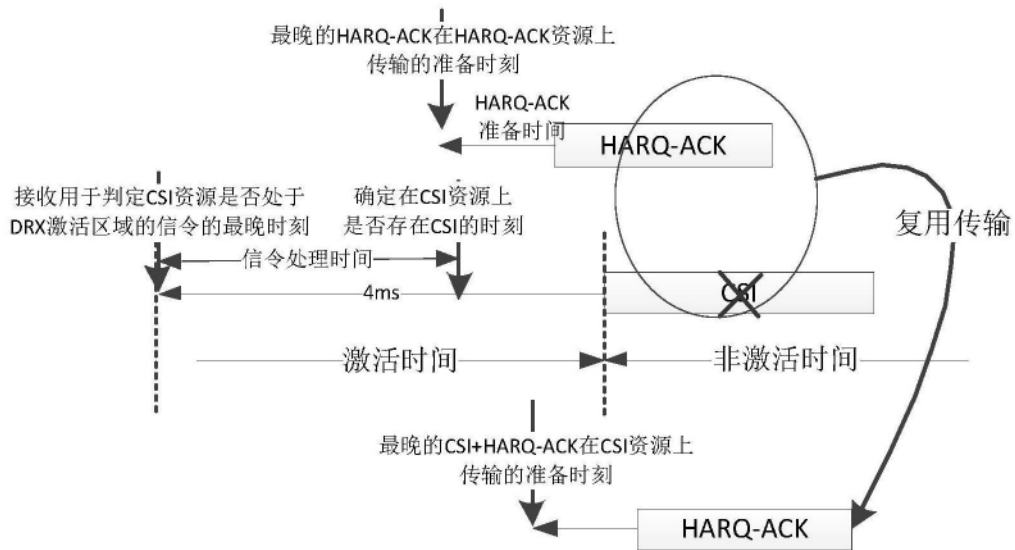 最晚的HARQ-ACK在HARQ-ACK资源上
传输的准备时刻
HARQ-ACK
准备时间
HARQ-ACK
接收用于判定CSI资源是否处于
DRX激活区域的信令的最晚时刻
确定在CSI资源上
是否存在CSI的时刻
复用传输
信令处理时间
4ms
CSI
激活时间
非激活时间
最晚的CSI+HARQ-ACK在CSI资源上
传输的准备时刻
HARQ-ACK